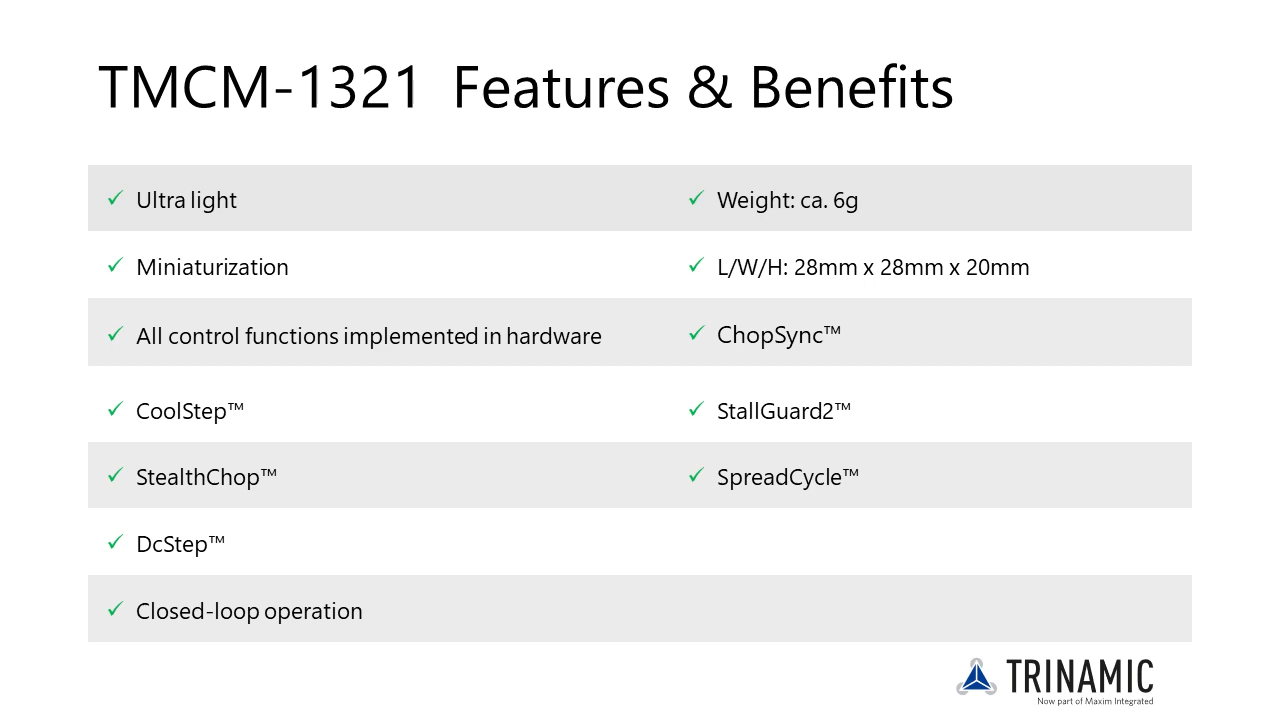 TMCM-1321 Features & Benefits
✓ Ultra light
✓ Weight: ca. 6g
✓ Miniaturization
✓ L/W/H: 28mm x 28mm x 20mm
✓ All control functions implemented in hardware
✓ ChopSync™
✓ CoolStep™
✓ StallGuard2™
✓ StealthChop™
✓ SpreadCycle™
✓ DcStep™
✓ Closed-loop operation
TRINAMIC
Now part of Maxim Integrated